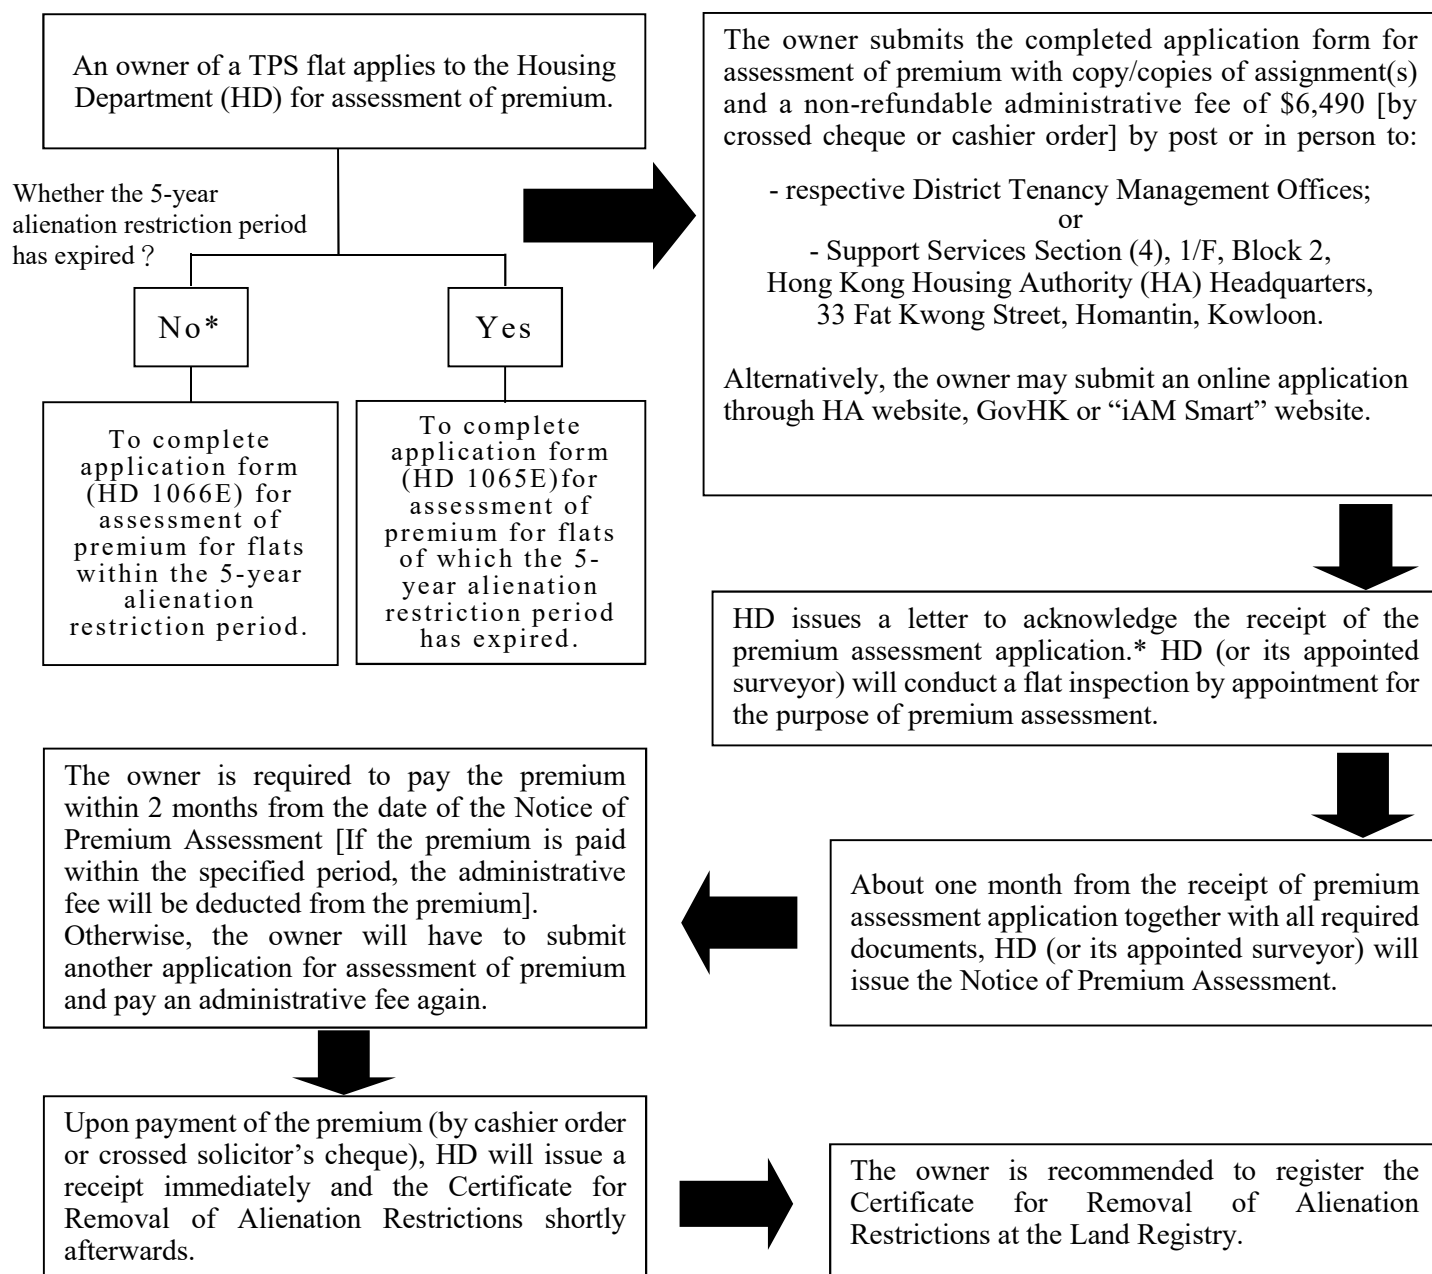 An owner of a TPS flat applies to the Housing
Department (HD) for assessment of premium.
Whether the 5-year
alienation restriction period
has expired？
No*
Yes
To complete
application form
(HD 1066E) for
assessment of
premium for flats
within the 5-year
alienation
restriction period.
To complete
application form
(HD 1065E)for
assessment of
premium for flats
of which the 5-
year alienation
restriction period
has expired.
The owner submits the completed application form for
assessment of premium with copy/copies of assignment(s)
and a non-refundable administrative fee of $6,490 [by
crossed cheque or cashier order] by post or in person to:
- respective District Tenancy Management Offices;
or
- Support Services Section (4), 1/F, Block 2,
Hong Kong Housing Authority (HA) Headquarters,
33 Fat Kwong Street, Homantin, Kowloon.
Alternatively, the owner may submit an online application
through HA website, GovHK or “iAM Smart” website.
HD issues a letter to acknowledge the receipt of the
premium assessment application.* HD (or its appointed
surveyor) will conduct a flat inspection by appointment for
the purpose of premium assessment.
About one month from the receipt of premium
assessment application together with all required
documents, HD (or its appointed surveyor) will
issue the Notice of Premium Assessment.
The owner is required to pay the premium
within 2 months from the date of the Notice of
Premium Assessment [If the premium is paid
within the specified period, the administrative
fee will be deducted from the premium].
Otherwise, the owner will have to submit
another application for assessment of premium
and pay an administrative fee again.
Upon payment of the premium (by cashier order
or crossed solicitor’s cheque), HD will issue a
receipt immediately and the Certificate for
Removal of Alienation Restrictions shortly
afterwards.
The owner is recommended to register the
Certificate for Removal of Alienation
Restrictions at the Land Registry.